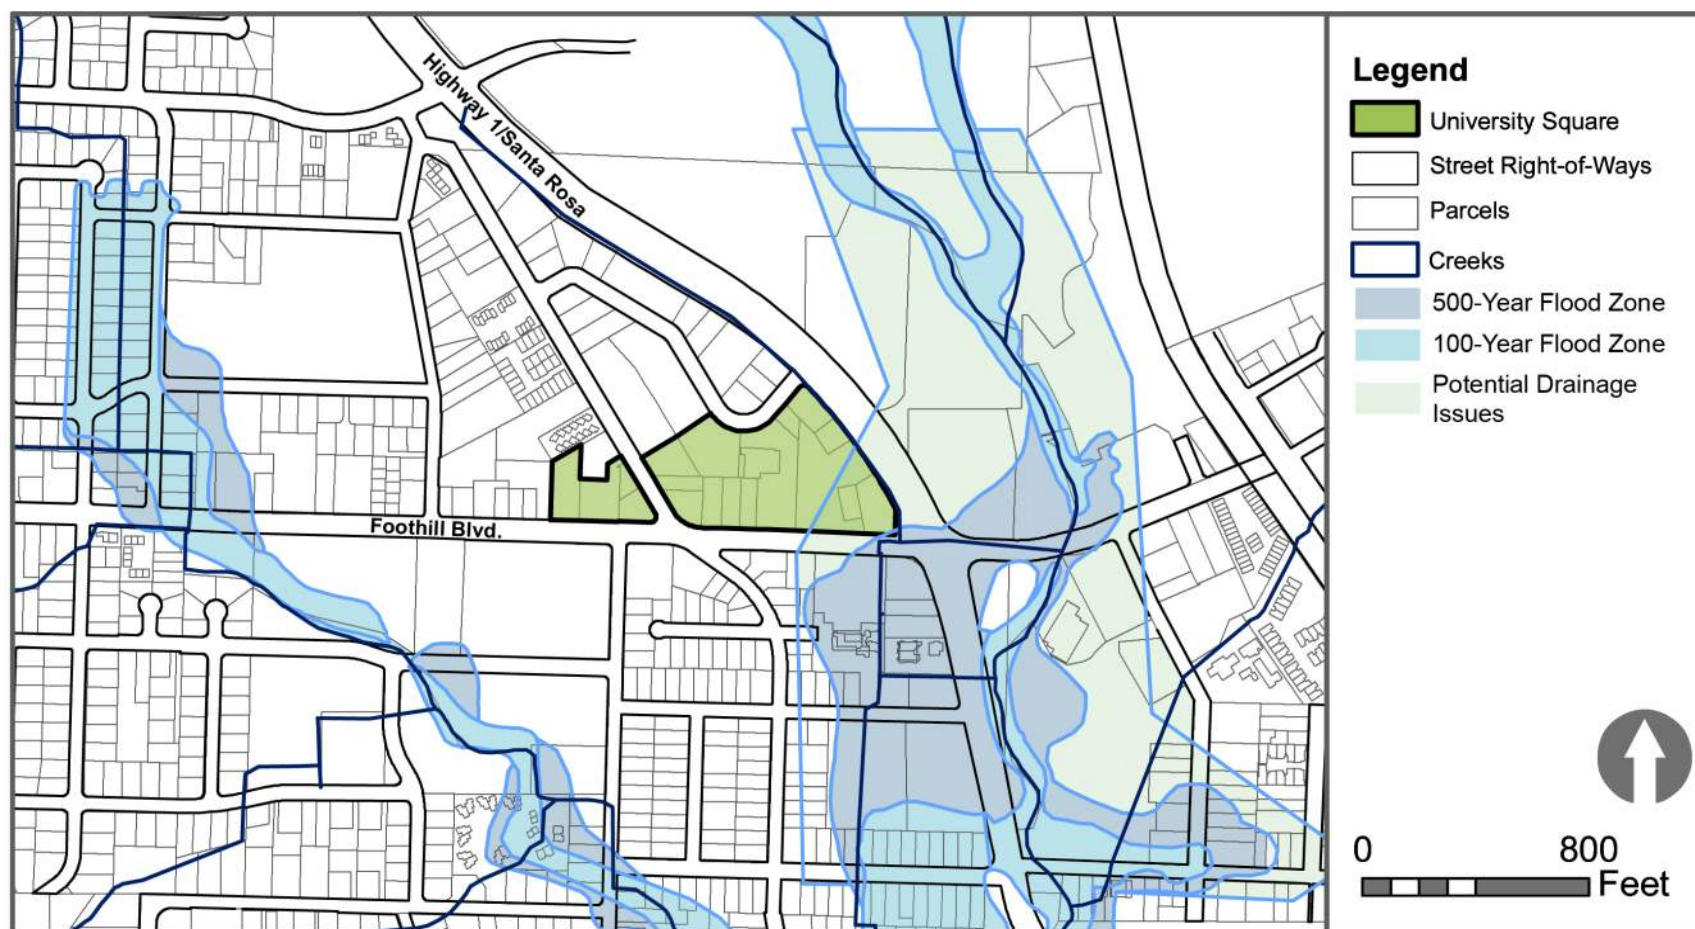 Highway 1/Santa Rosa
Foothill Blvd.
Legend
University Square
Street Right-of-Ways
Parcels
Creeks
500-Year Flood Zone
100-Year Flood Zone
Potential Drainage
Issues
0 800
Feet